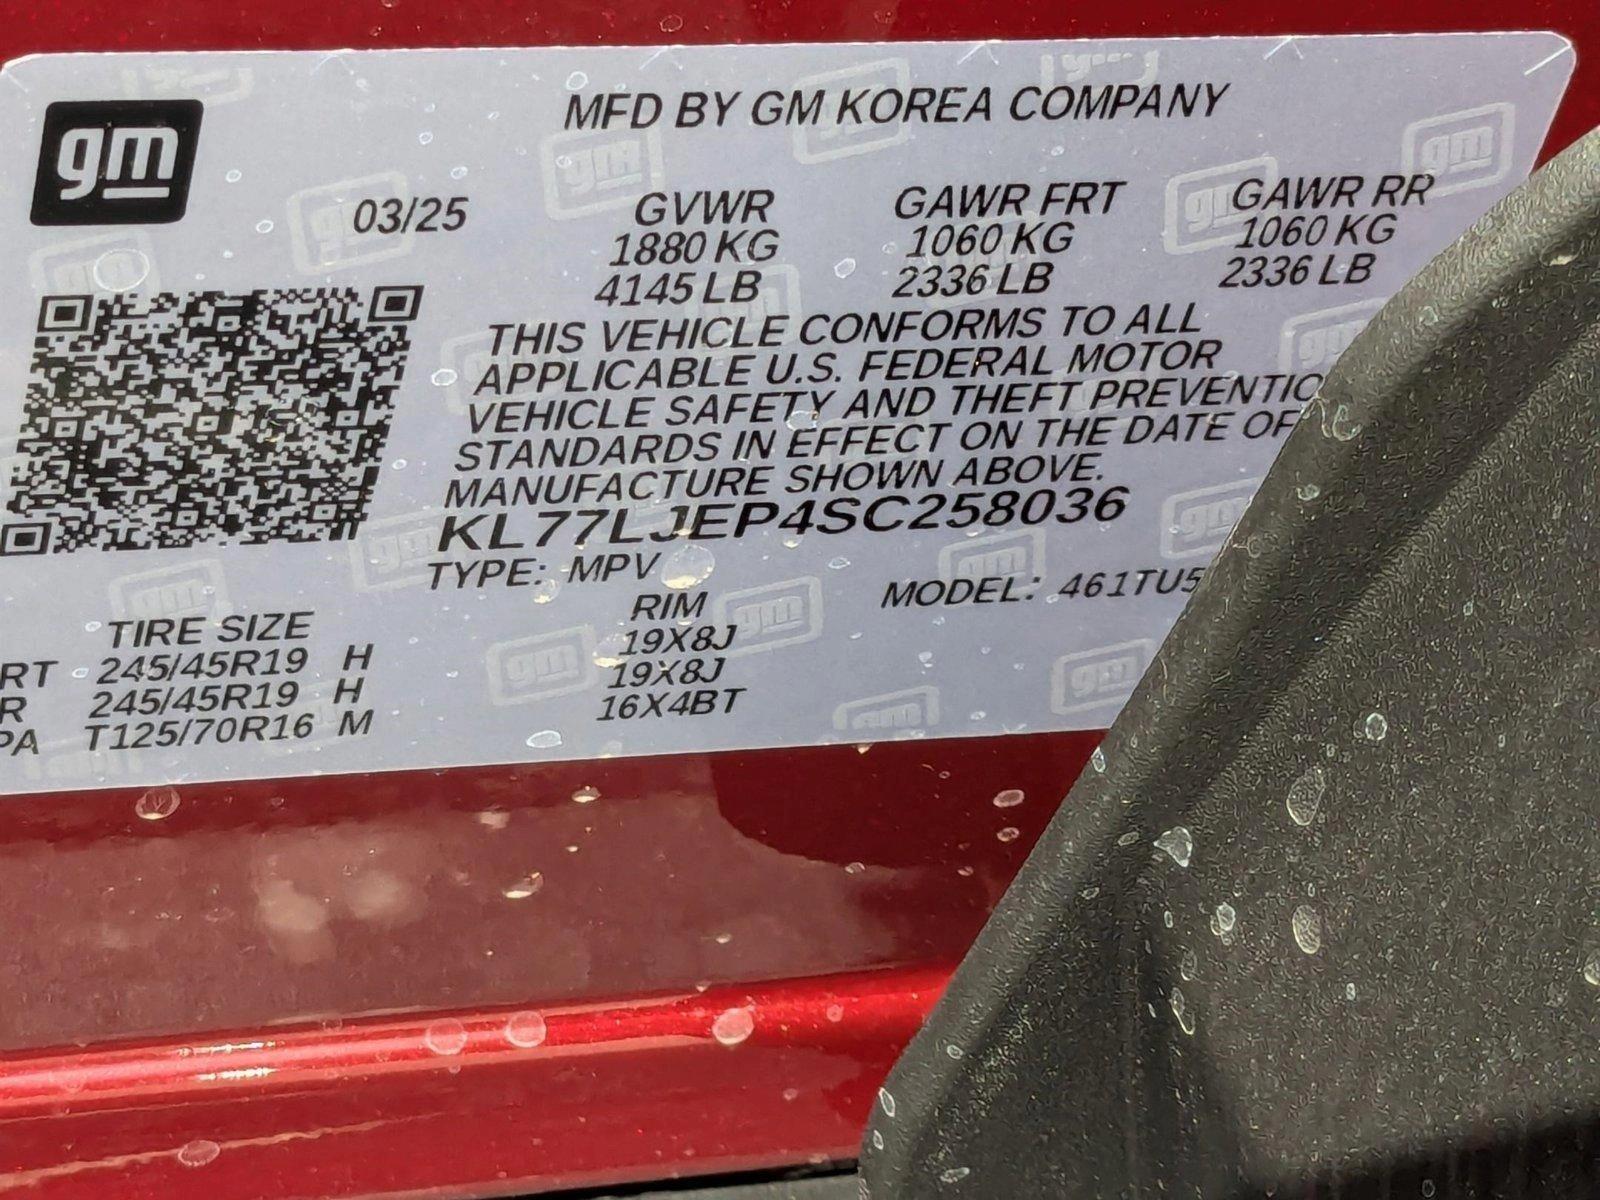 gm
MFD BY GM KOREA COMPANY
03/25 GVWR GAWR FRT GAWR RR
1880 KG 1060 KG 1060 KG
4145 LB 2336 LB 2336 LB
THIS VEHICLE CONFORMS TO ALL
APPLICABLE U.S. FEDERAL MOTOR
VEHICLE SAFETY AND THEFT PREVENTIO
STANDARDS IN EFFECT ON THE DATE OF
MANUFACTURE SHOWN ABOVE.
KL77LJEP4SC258036
TYPE: MPV MODEL: 461TU5
TIRE SIZE RIM
RT 245/45R19 H 19X8J
R 245/45R19 H 19X8J
PA T125/70R16 M 16X4BT